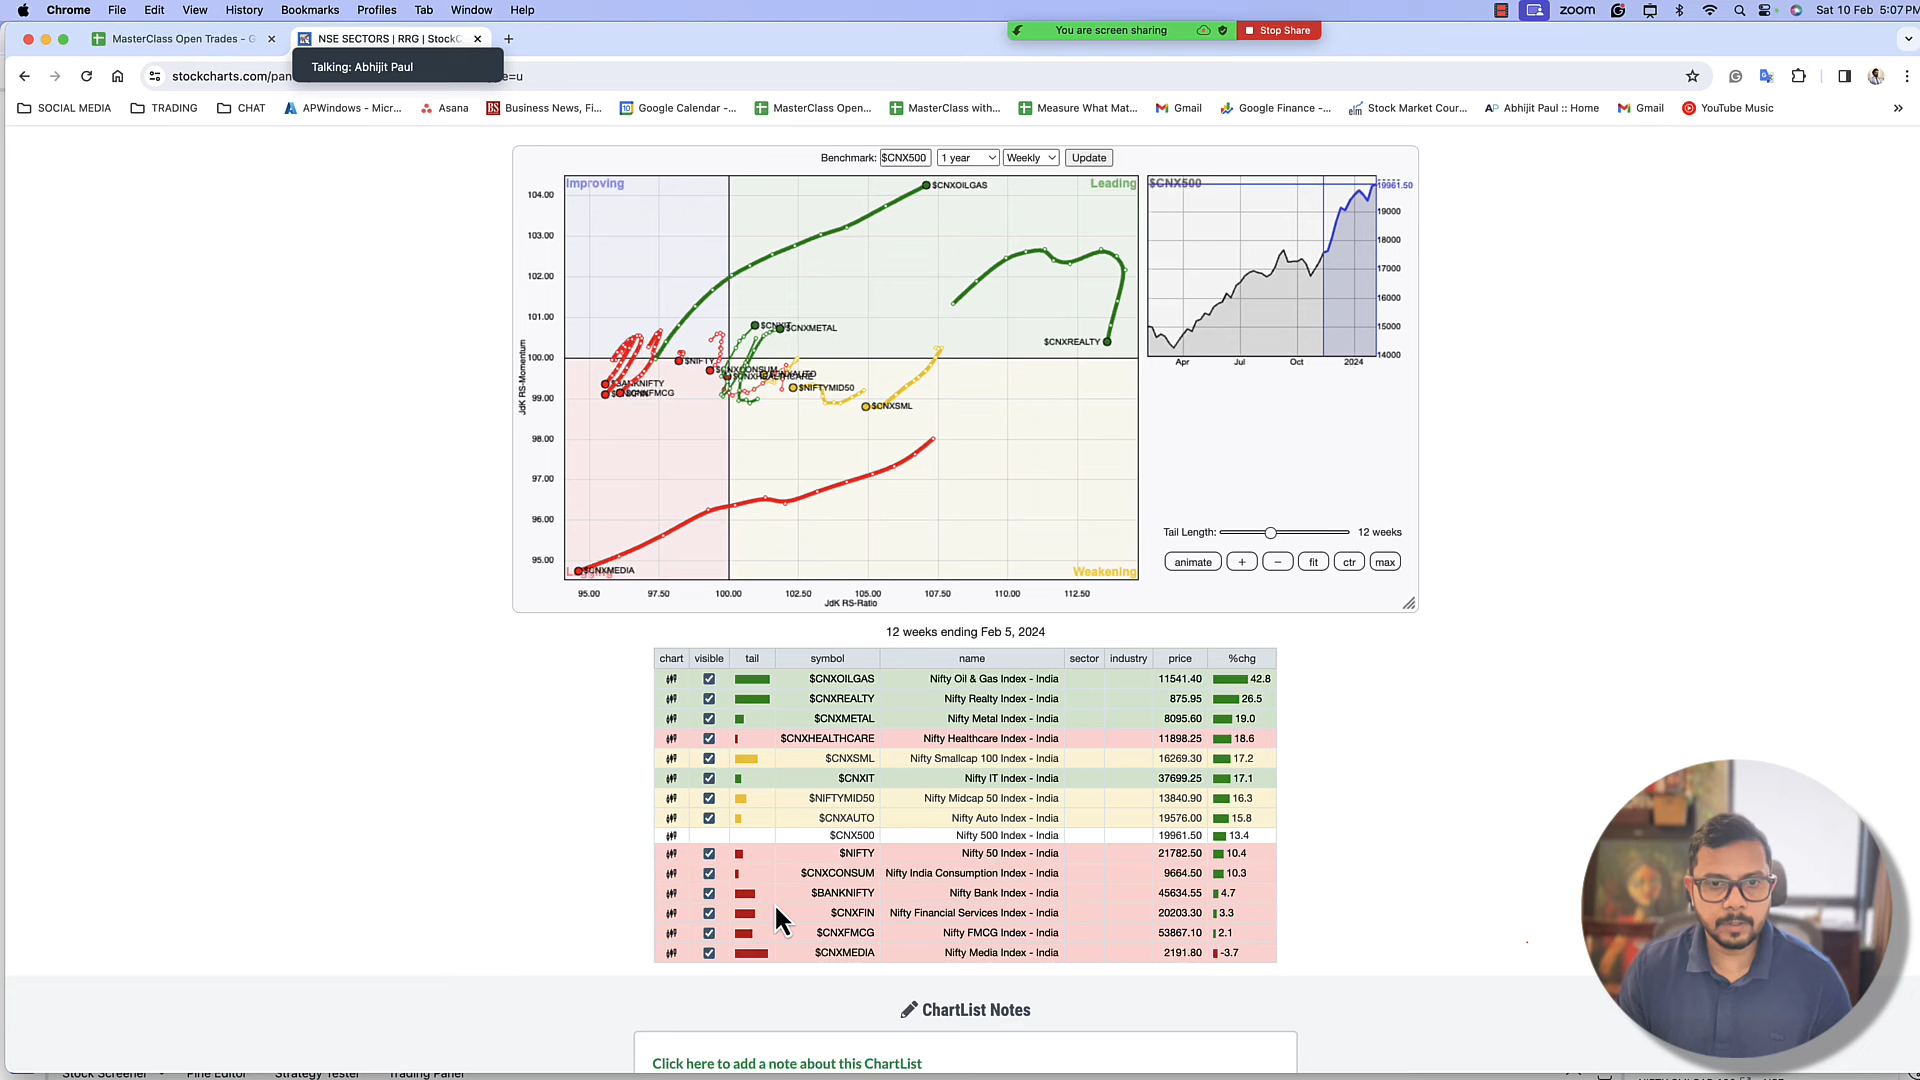 Chrome File Edit View History Bookmarks Profiles Tab Window Help zoom Sat 10 Feb 5:07PM
MasterClass Open Trades - G NSE SECTORS | RRG | StockC You are screen sharing Stop Share
Talking: Abhijit Paul
stockcharts.com/pan e=u
SOCIAL MEDIA TRADING CHAT APWindows - Micr... Asana Business News, Fi... Google Calendar -... MasterClass Open... MasterClass with... Measure What Mat... Gmail Google Finance -... Stock Market Cour... Abhijit Paul :: Home Gmail YouTube Music
Benchmark: $CNX500 1 year Weekly Update
Improving Leading
104.00
103.00
102.00
101.00
100.00
99.00
98.00
97.00
96.00
95.00
JdK RS-Momentum
$CNXOILGAS
$CNXIT $CNXMETAL
$CNXREALTY
$NIFTY
$CNXCONSUM
$CNXHEALTHCARE $CNXAUTO
$BANKNIFTY
$NIFTYMID50
$CNXFMCG
$CNXSML
$CNXMEDIA
Weakening
95.00 97.50 100.00 102.50 105.00 107.50 110.00 112.50
JdK RS-Ratio
$CNX500
19961.50
19000
18000
17000
16000
15000
14000
Apr Jul Oct 2024
Tail Length: 12 weeks
animate + − fit ctr max
12 weeks ending Feb 5, 2024
chart visible tail symbol name sector industry price %chg
$CNXOILGAS Nifty Oil & Gas Index - India 11541.40 42.8
$CNXREALTY Nifty Realty Index - India 875.95 26.5
$CNXMETAL Nifty Metal Index - India 8095.60 19.0
$CNXHEALTHCARE Nifty Healthcare Index - India 11898.25 18.6
$CNXSML Nifty Smallcap 100 Index - India 16269.30 17.2
$CNXIT Nifty IT Index - India 37699.25 17.1
$NIFTYMID50 Nifty Midcap 50 Index - India 13840.90 16.3
$CNXAUTO Nifty Auto Index - India 19576.00 15.8
$CNX500 Nifty 500 Index - India 19961.50 13.4
$NIFTY Nifty 50 Index - India 21782.50 10.4
$CNXCONSUM Nifty India Consumption Index - India 9664.50 10.3
$BANKNIFTY Nifty Bank Index - India 45634.55 4.7
$CNXFIN Nifty Financial Services Index - India 20203.30 3.3
$CNXFMCG Nifty FMCG Index - India 53867.10 2.1
$CNXMEDIA Nifty Media Index - India 2191.80 -3.7
ChartList Notes
Click here to add a note about this ChartList
Stock Screener Pine Editor Strategy Tester Trading Panel